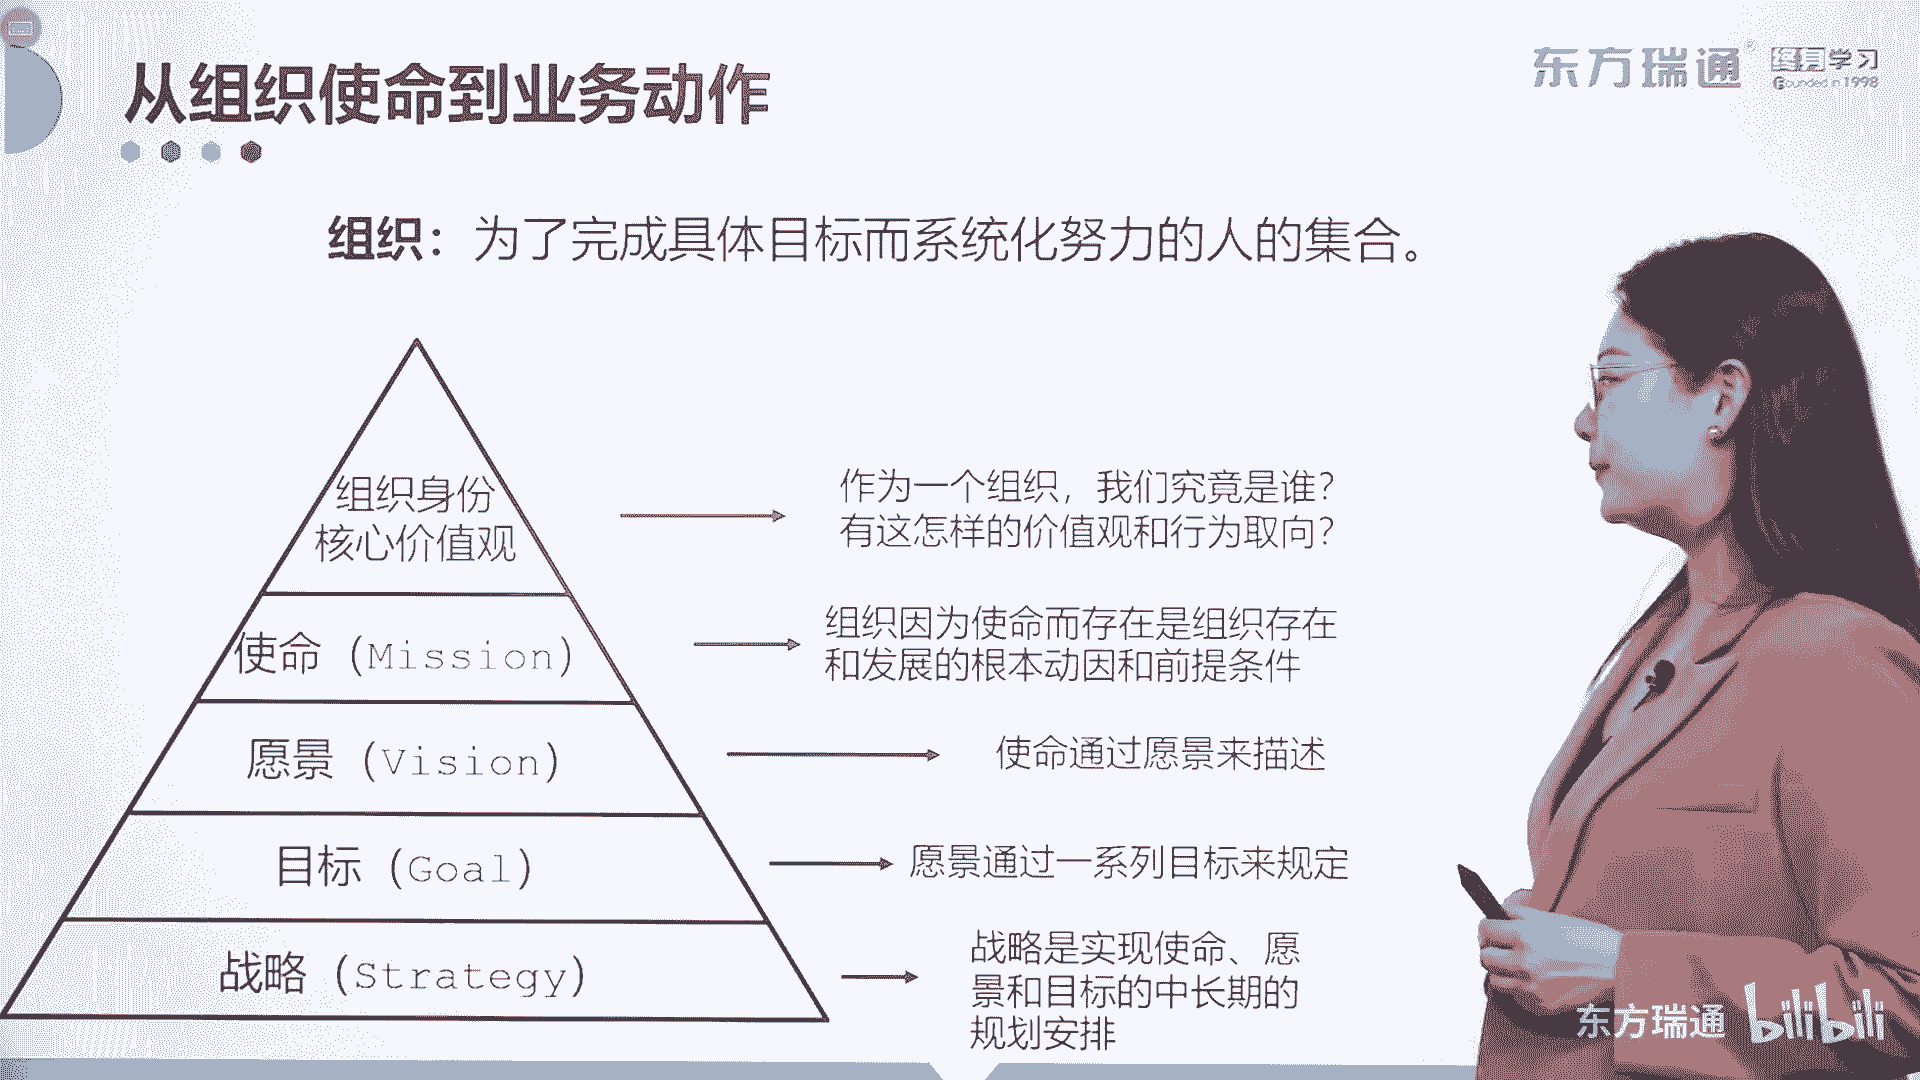 从组织使命到业务动作
东方瑞通®
终身学习
Founded in 1998
组织：为了完成具体目标而系统化努力的人的集合。
组织身份
核心价值观
作为一个组织，我们究竟是谁？
有这怎样的价值观和行为取向？
使命（Mission）
组织因为使命而存在是组织存在
和发展的根本动因和前提条件
愿景（Vision）
使命通过愿景来描述
目标（Goal）
愿景通过一系列目标来规定
战略（Strategy）
战略是实现使命、愿
景和目标的中长期的
规划安排
东方瑞通 bilibili